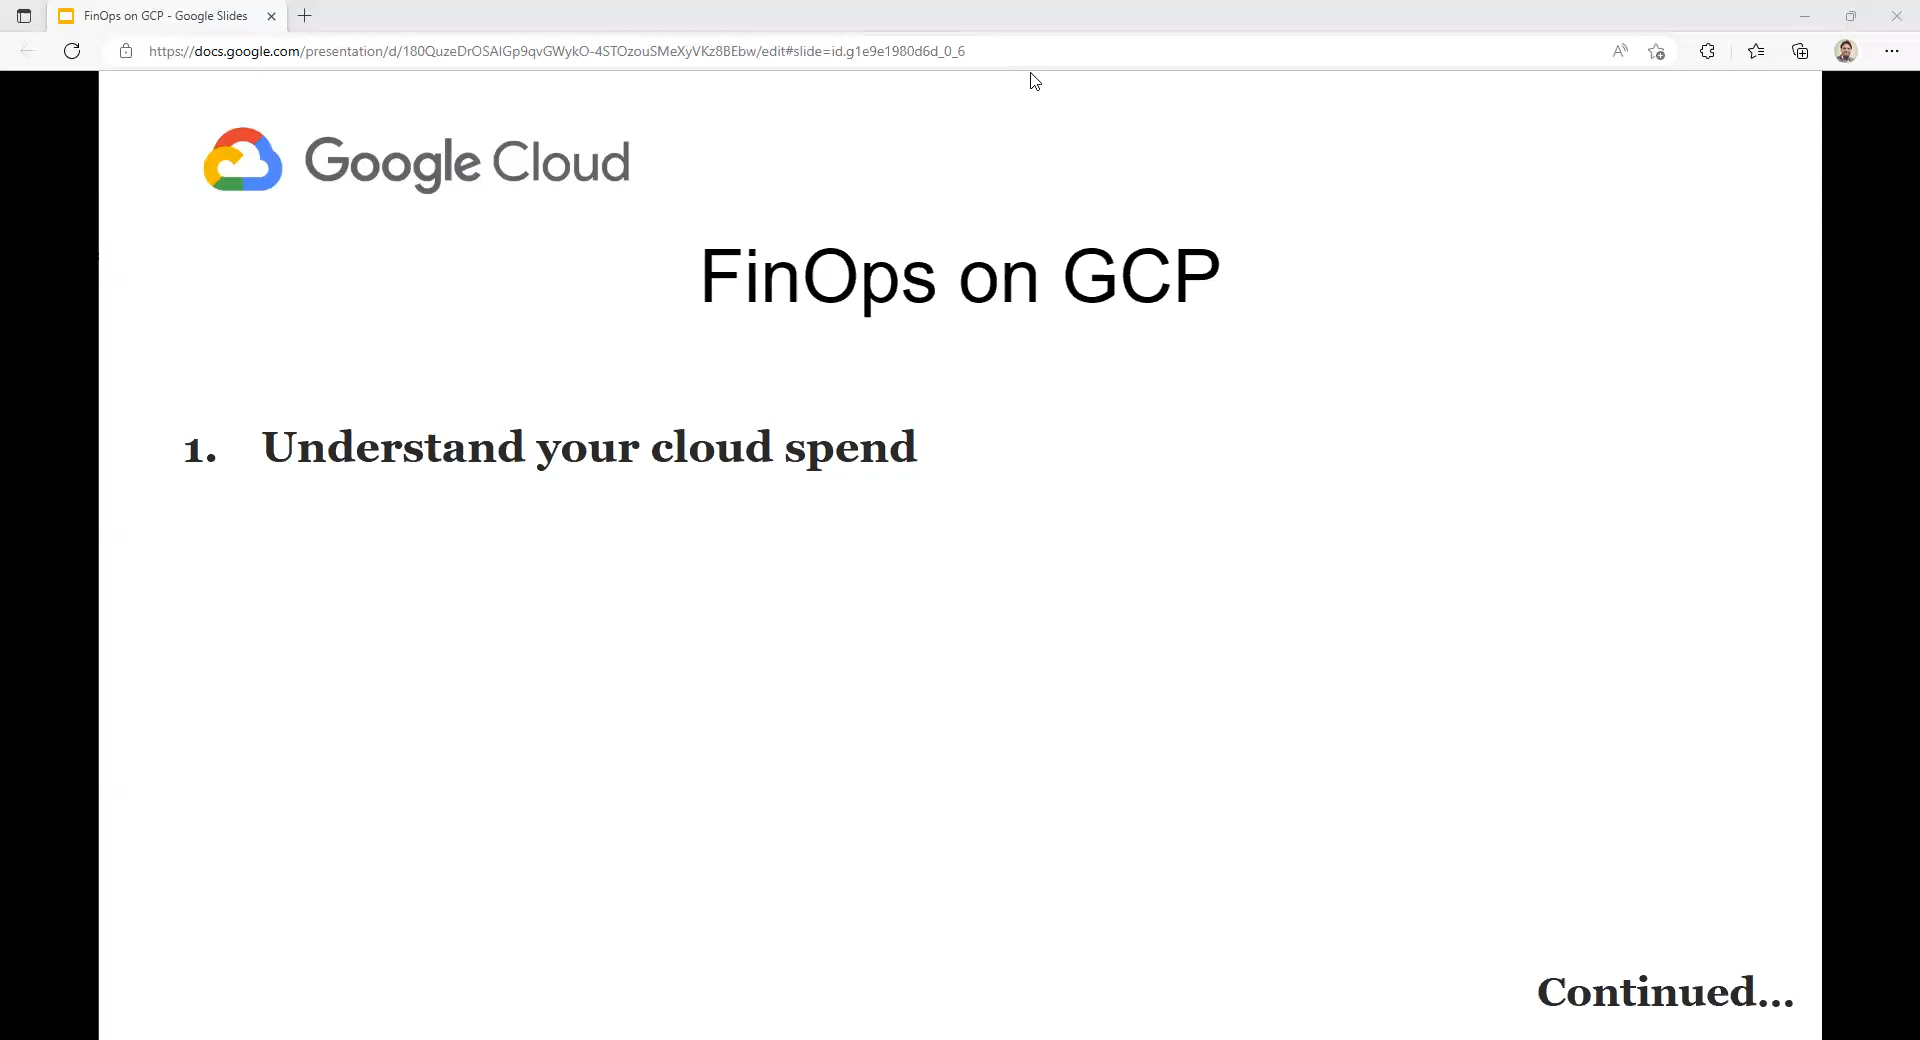 FinOps on GCP - Google Slides
https://docs.google.com/presentation/d/180QuzeDrOSAlGp9qvGWykO-4STOzouSMeXyVKz8BEbw/edit#slide=id.g1e9e1980d6d_0_6
Google Cloud
FinOps on GCP
1. Understand your cloud spend
Continued...